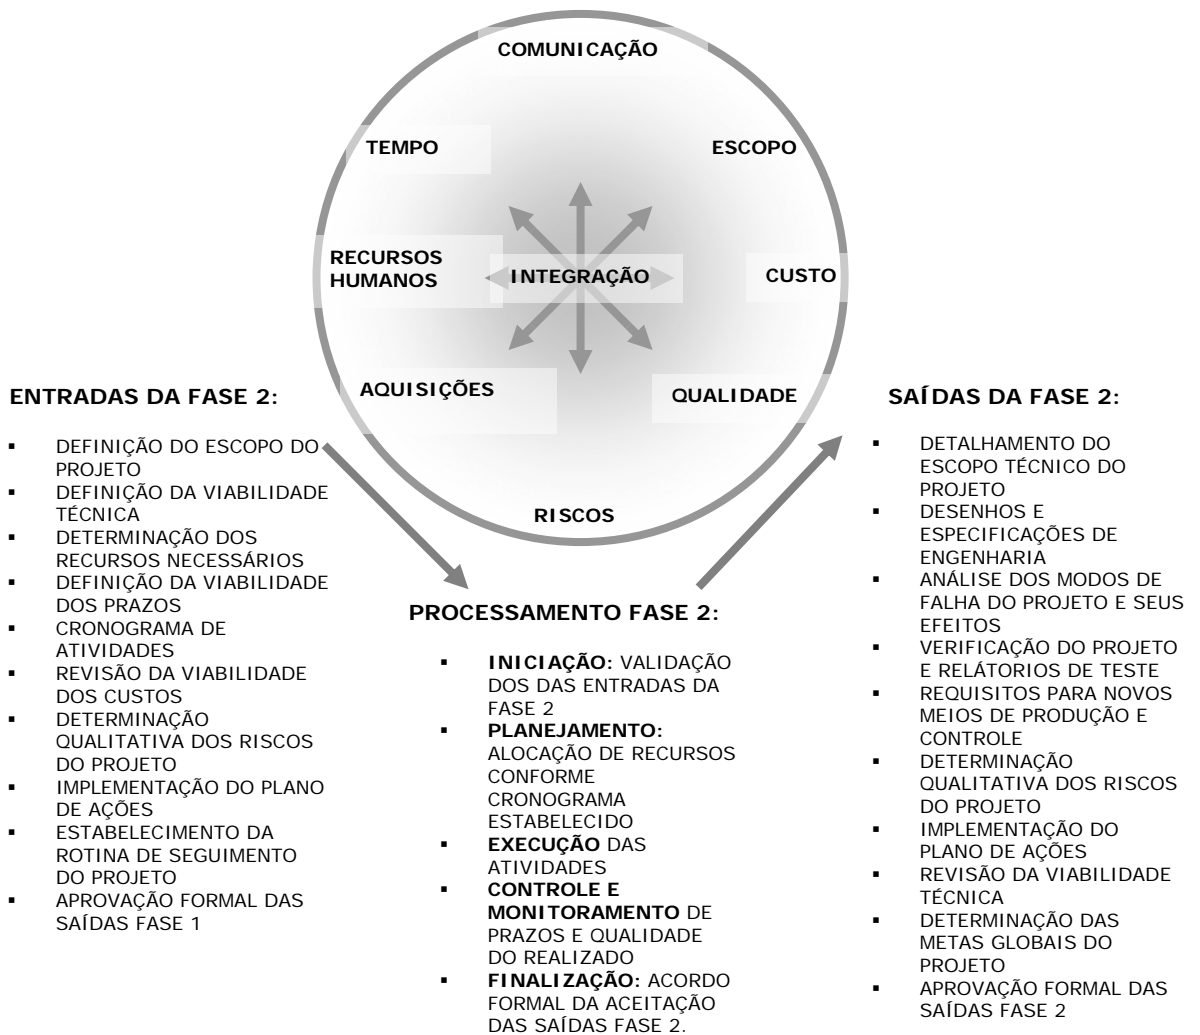 COMUNICAÇÃO
TEMPO
ESCOPO
RECURSOS
HUMANOS
INTEGRAÇÃO
CUSTO
AQUISIÇÕES
QUALIDADE
RISCOS
ENTRADAS DA FASE 2:
▪ DEFINIÇÃO DO ESCOPO DO
PROJETO
▪ DEFINIÇÃO DA VIABILIDADE
TÉCNICA
▪ DETERMINAÇÃO DOS
RECURSOS NECESSÁRIOS
▪ DEFINIÇÃO DA VIABILIDADE
DOS PRAZOS
▪ CRONOGRAMA DE
ATIVIDADES
▪ REVISÃO DA VIABILIDADE
DOS CUSTOS
▪ DETERMINAÇÃO
QUALITATIVA DOS RISCOS
DO PROJETO
▪ IMPLEMENTAÇÃO DO PLANO
DE AÇÕES
▪ ESTABELECIMENTO DA
ROTINA DE SEGUIMENTO
DO PROJETO
▪ APROVAÇÃO FORMAL DAS
SAÍDAS FASE 1
PROCESSAMENTO FASE 2:
▪ INICIAÇÃO: VALIDAÇÃO
DOS DAS ENTRADAS DA
FASE 2
▪ PLANEJAMENTO:
ALOCAÇÃO DE RECURSOS
CONFORME
CRONOGRAMA
ESTABELECIDO
▪ EXECUÇÃO DAS
ATIVIDADES
▪ CONTROLE E
MONITORAMENTO DE
PRAZOS E QUALIDADE
DO REALIZADO
▪ FINALIZAÇÃO: ACORDO
FORMAL DA ACEITAÇÃO
DAS SAÍDAS FASE 2.
SAÍDAS DA FASE 2:
▪ DETALHAMENTO DO
ESCOPO TÉCNICO DO
PROJETO
▪ DESENHOS E
ESPECIFICAÇÕES DE
ENGENHARIA
▪ ANÁLISE DOS MODOS DE
FALHA DO PROJETO E SEUS
EFEITOS
▪ VERIFICAÇÃO DO PROJETO
E RELÁTORIOS DE TESTE
▪ REQUISITOS PARA NOVOS
MEIOS DE PRODUÇÃO E
CONTROLE
▪ DETERMINAÇÃO
QUALITATIVA DOS RISCOS
DO PROJETO
▪ IMPLEMENTAÇÃO DO
PLANO DE AÇÕES
▪ REVISÃO DA VIABILIDADE
TÉCNICA
▪ DETERMINAÇÃO DAS
METAS GLOBAIS DO
PROJETO
▪ APROVAÇÃO FORMAL DAS
SAÍDAS FASE 2